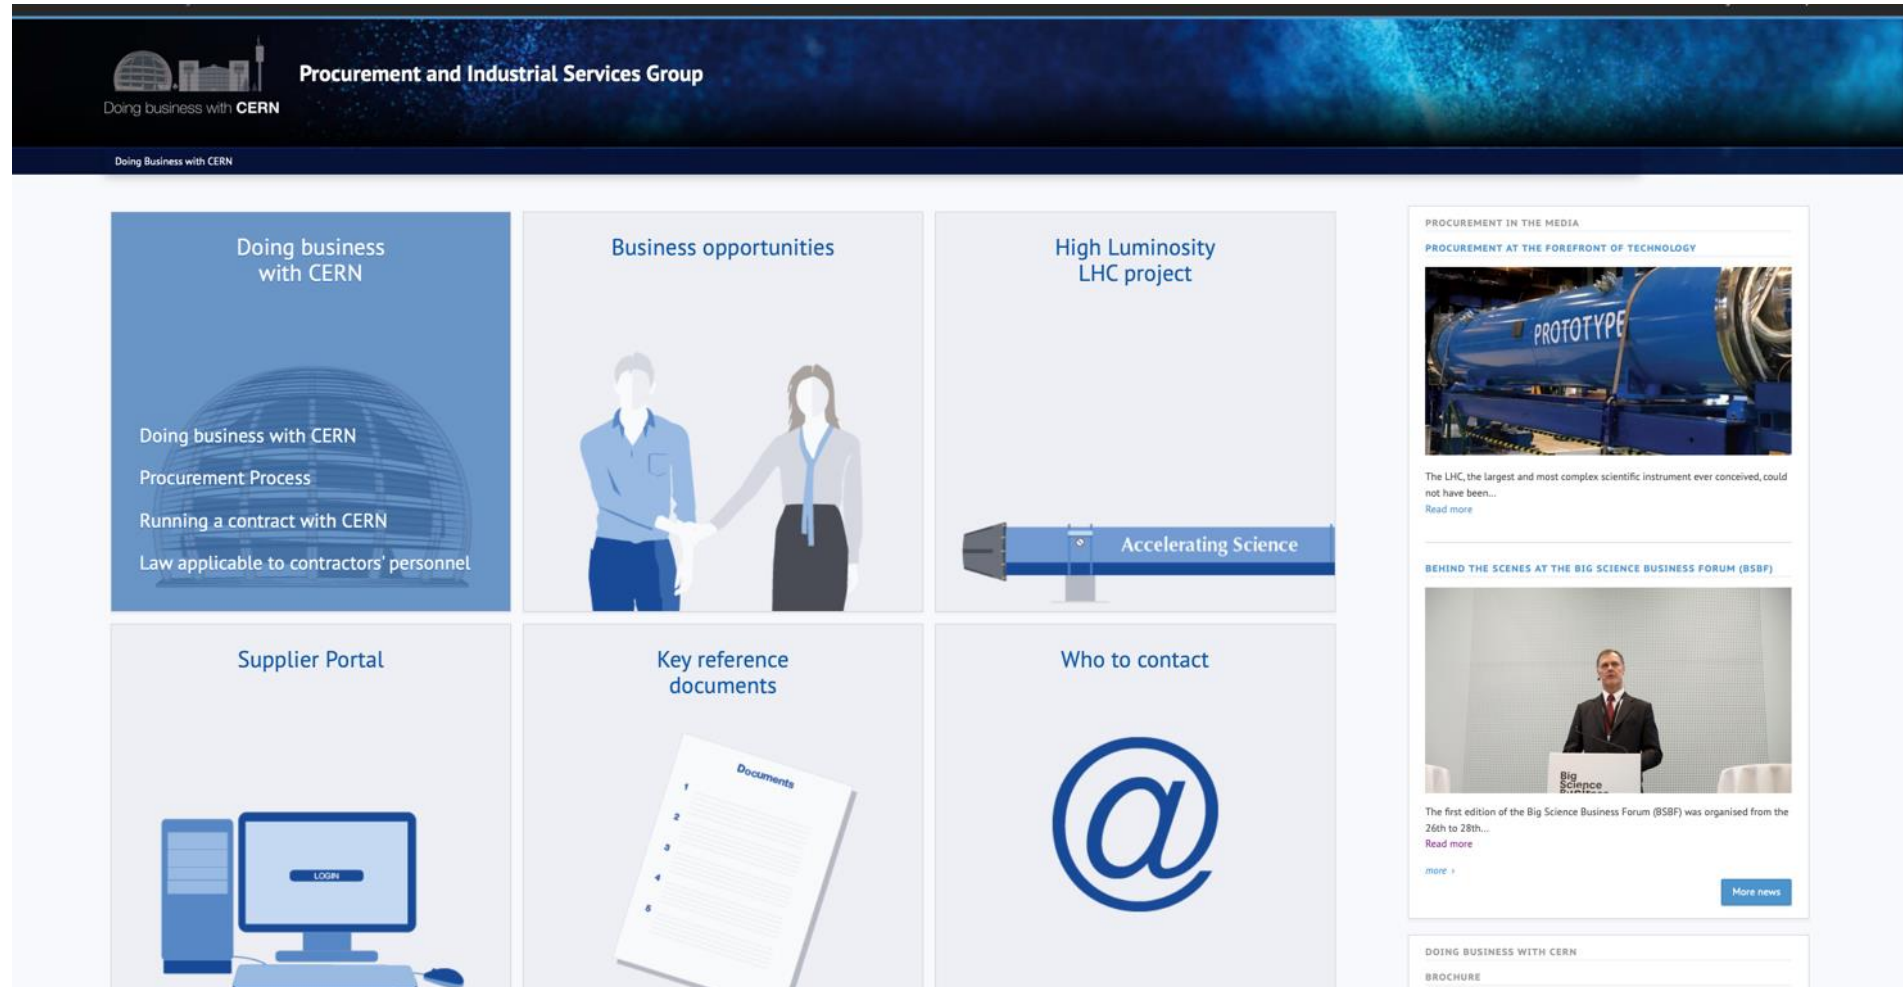 Doing business with CERN
Procurement and Industrial Services Group
Doing Business with CERN
Doing business
with CERN
Doing business with CERN
Procurement Process
Running a contract with CERN
Law applicable to contractors' personnel
Business opportunities
High Luminosity
LHC project
Accelerating Science
Supplier Portal
LOGIN
Key reference
documents
Documents
1
2
3
4
5
Who to contact
@
PROCUREMENT IN THE MEDIA
PROCUREMENT AT THE FOREFRONT OF TECHNOLOGY
PROTOTYPE
The LHC, the largest and most complex scientific instrument ever conceived, could
not have been...
Read more
BEHIND THE SCENES AT THE BIG SCIENCE BUSINESS FORUM (BSBF)
Big
Science
The first edition of the Big Science Business Forum (BSBF) was organised from the
26th to 28th...
Read more
more ›
More news
DOING BUSINESS WITH CERN
BROCHURE